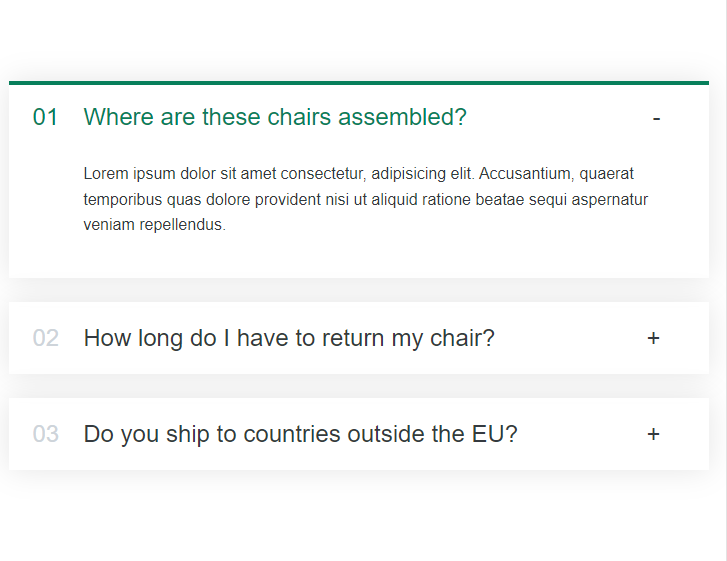 01 Where are these chairs assembled? -
Lorem ipsum dolor sit amet consectetur, adipisicing elit. Accusantium, quaerat
temporibus quas dolore provident nisi ut aliquid ratione beatae sequi aspernatur
veniam repellendus.
02 How long do I have to return my chair? +
03 Do you ship to countries outside the EU? +